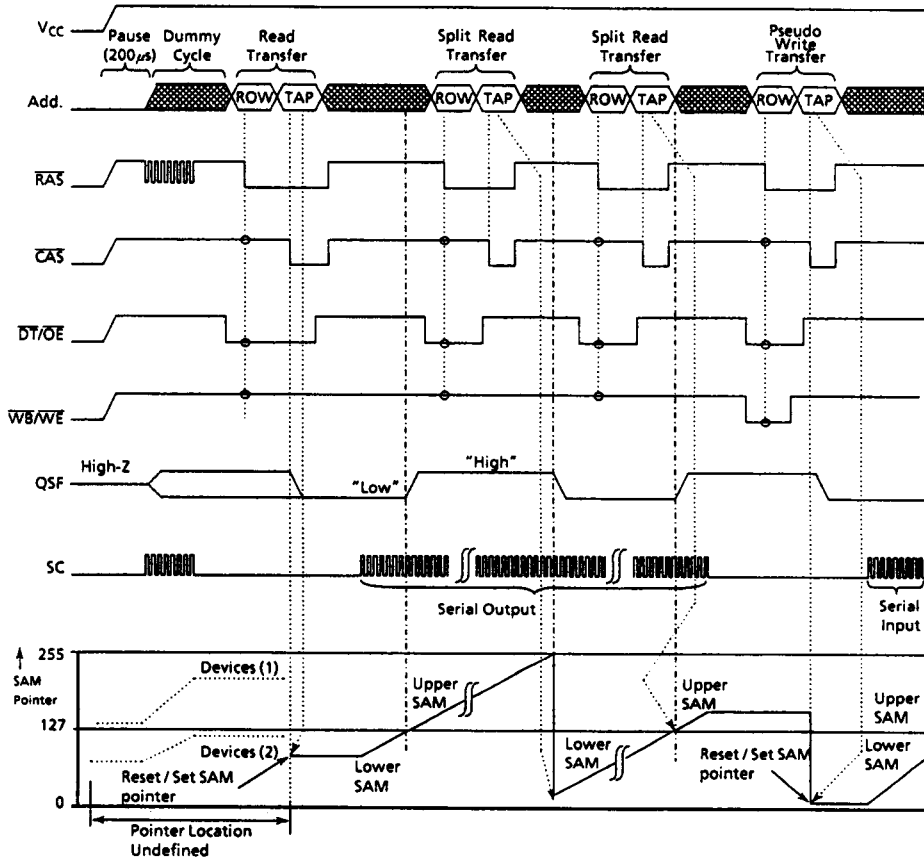 VCC
Pause
(200μs)
Dummy
Cycle
Read
Transfer
Split Read
Transfer
Split Read
Transfer
Pseudo
Write
Transfer
Add.
ROW
TAP
ROW
TAP
ROW
TAP
ROW
TAP
RAS
CAS
DT/OE
WB/WE
High-Z
QSF
"Low"
"High"
SC
Serial Output
Serial
Input
255
SAM
Pointer
127
0
Devices (1)
Devices (2)
Reset / Set SAM
pointer
Lower
SAM
Upper
SAM
Lower
SAM
Upper
SAM
Reset / Set SAM
pointer
Upper
SAM
Lower
SAM
Pointer Location
Undefined